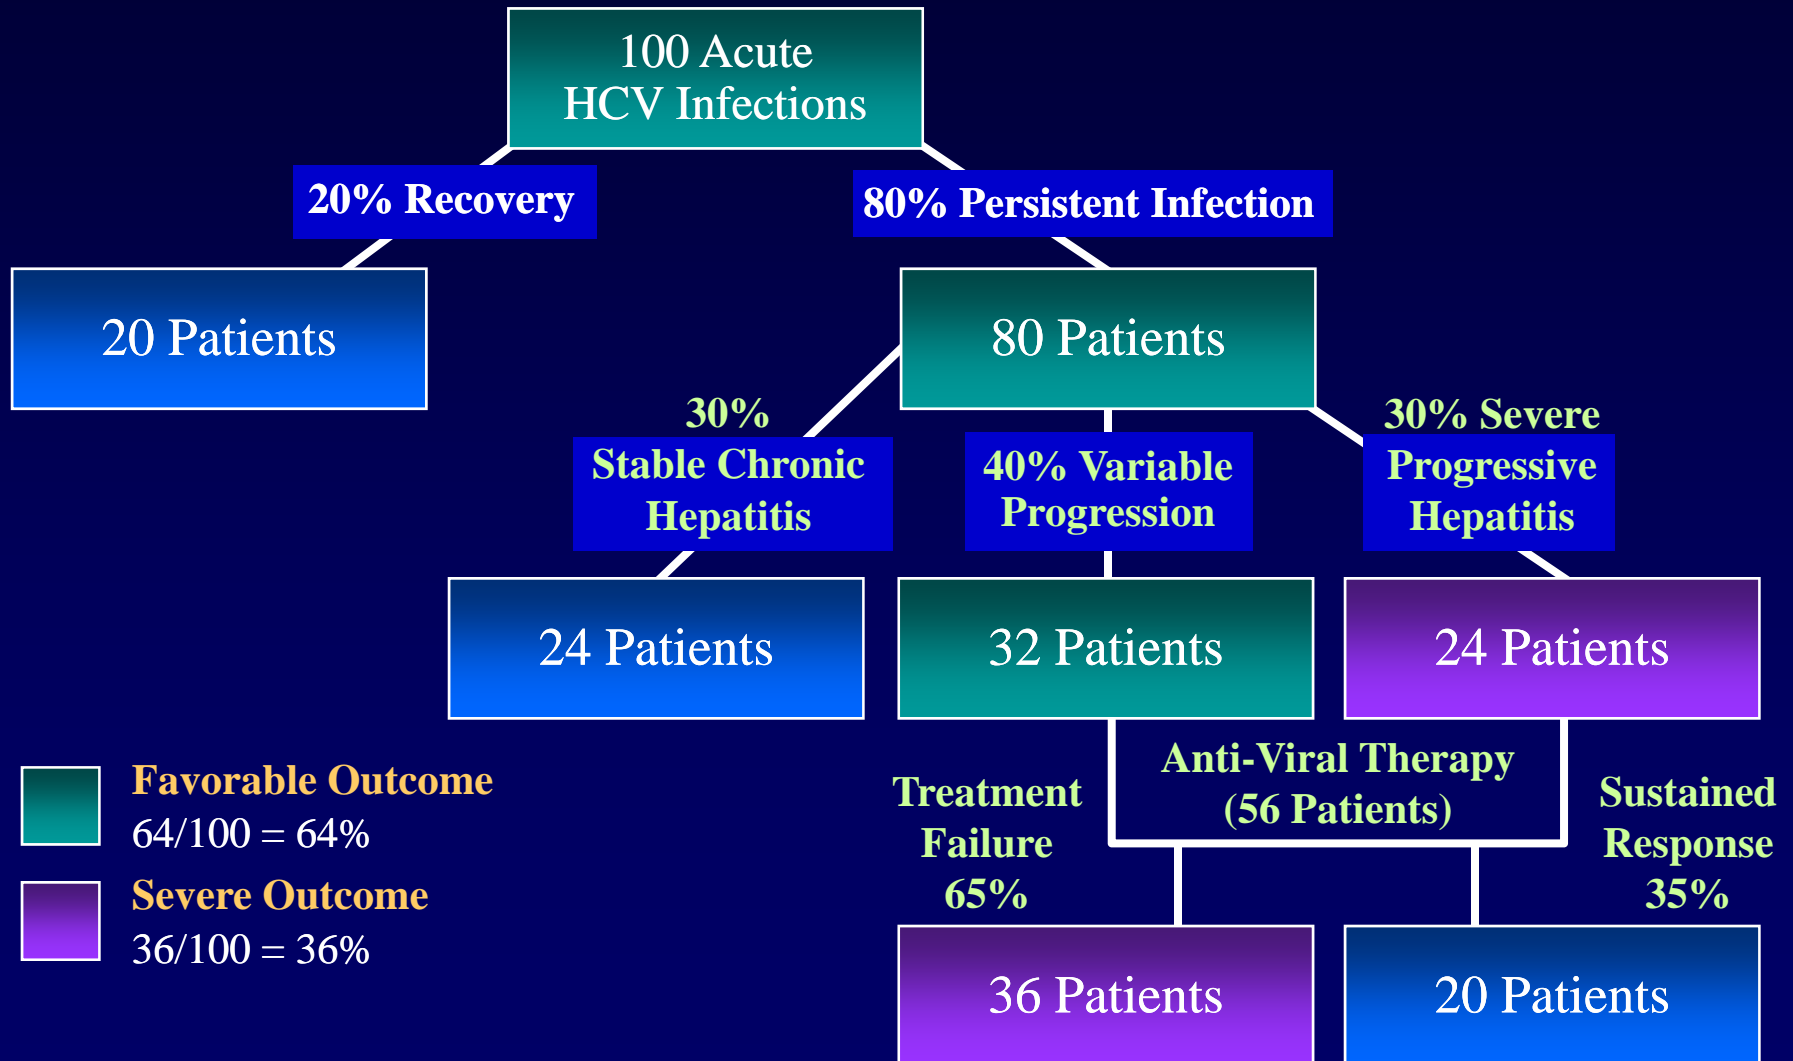 100 Acute
HCV Infections
20% Recovery
80% Persistent Infection
20 Patients
80 Patients
30%
Stable Chronic
Hepatitis
40% Variable
Progression
30% Severe
Progressive
Hepatitis
24 Patients
32 Patients
24 Patients
Anti-Viral Therapy
(56 Patients)
Treatment
Failure
65%
Sustained
Response
35%
36 Patients
20 Patients
Favorable Outcome
64/100 = 64%
Severe Outcome
36/100 = 36%